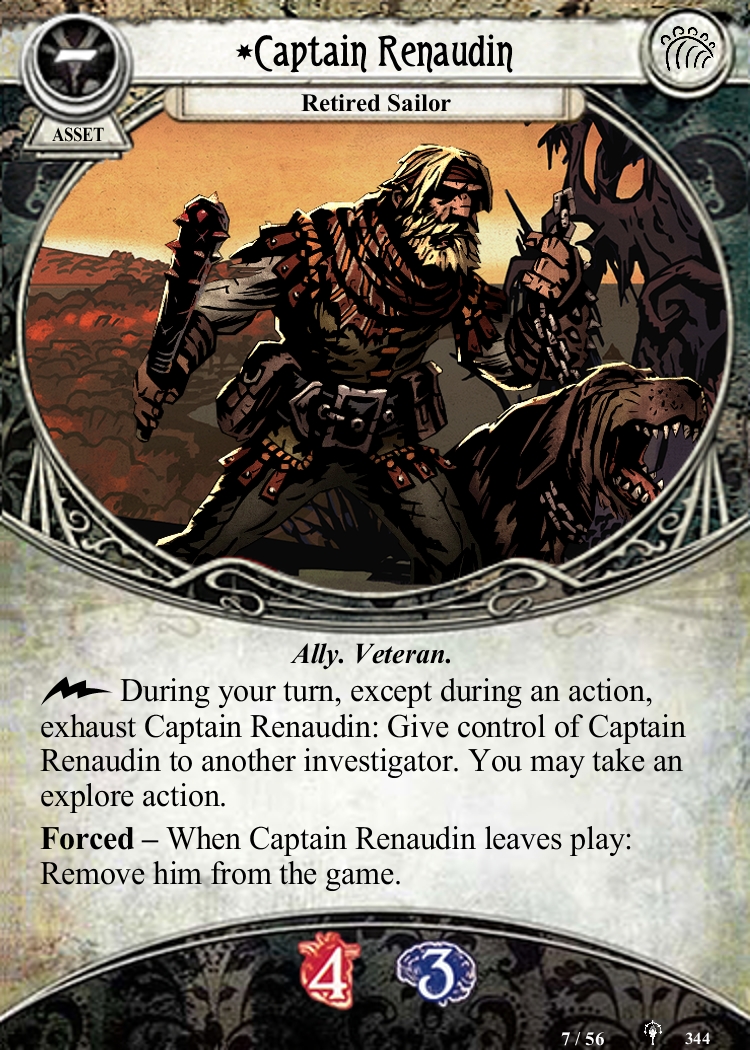 Captain Renaudin
Retired Sailor
ASSET
Ally. Veteran.
During your turn, except during an action,
exhaust Captain Renaudin: Give control of Captain
Renaudin to another investigator. You may take an
explore action.
Forced – When Captain Renaudin leaves play:
Remove him from the game.
4 3
7 / 56 344